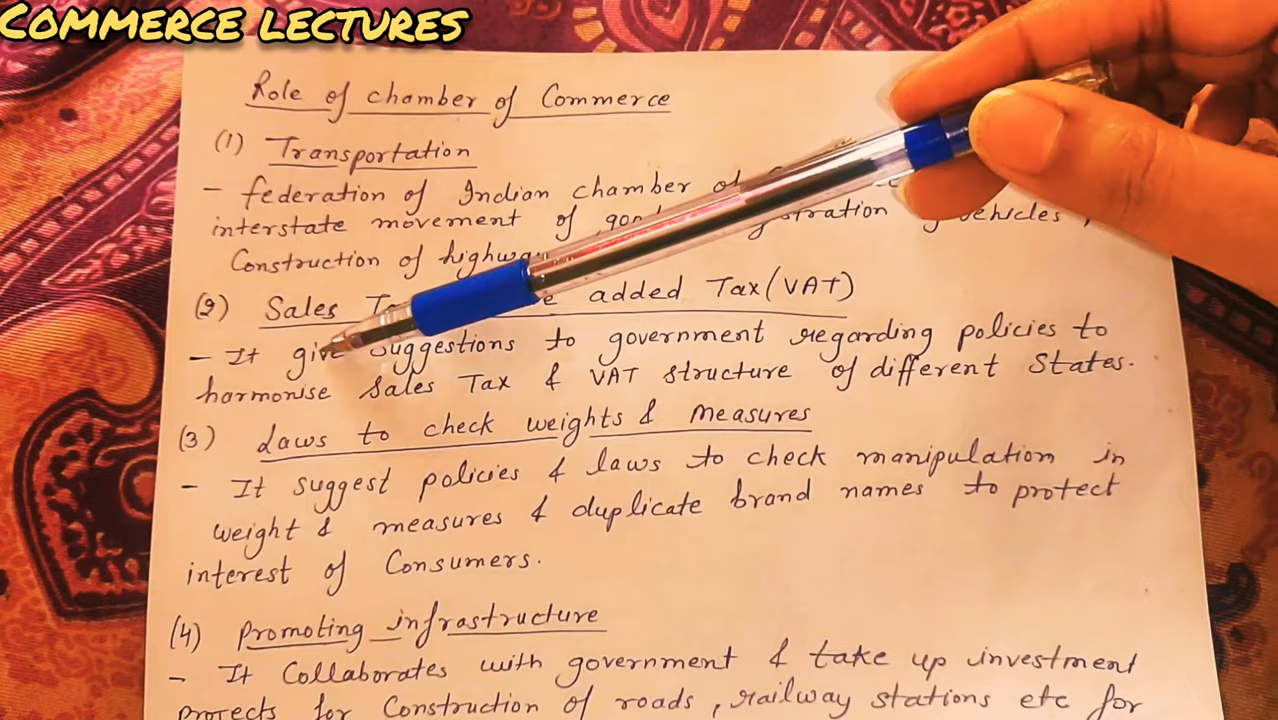 COMMERCE LECTURES
Role of chamber of Commerce
(1) Transportation
- federation of Indian chamber of
interstate movement of vehicles,
Construction of
(2) Sales added Tax (VAT)
- It suggestions to government regarding policies to
harmonise Sales Tax & VAT structure of different States.
(3) Laws to check weights & measures
- It suggest policies & laws to check manipulation in
weight & measures & duplicate brand names to protect
interest of Consumers.
(4) Promoting infrastructure
- It Collaborates with government & take up investment
projects for Construction of roads, railway stations etc for